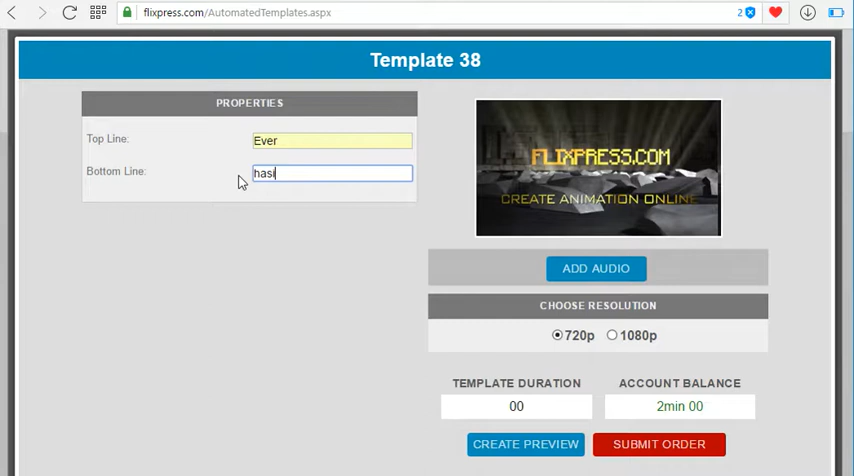 flixpress.com/AutomatedTemplates.aspx
2
Template 38
PROPERTIES
Top Line:
Ever
Bottom Line:
hasi
FLIXPRESS.COM
CREATE ANIMATION ONLINE
ADD AUDIO
CHOOSE RESOLUTION
720p 1080p
TEMPLATE DURATION
00
ACCOUNT BALANCE
2min 00
CREATE PREVIEW
SUBMIT ORDER